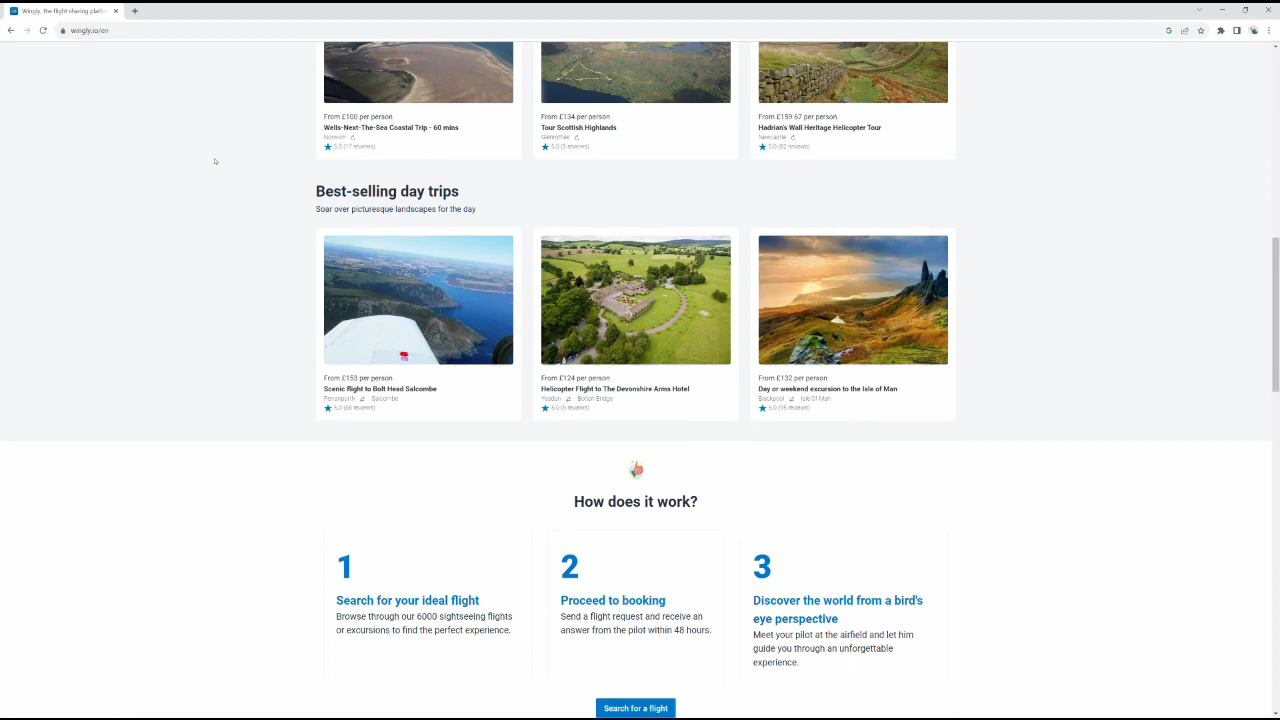 Wingly, the flight sharing platfo
wingly.io/en
From £100 per person
Wells-Next-The-Sea Coastal Trip - 60 mins
Norwich
5.0 (17 reviews)
From £134 per person
Tour Scottish Highlands
Glenrothes
5.0 (5 reviews)
From £159.67 per person
Hadrian's Wall Heritage Helicopter Tour
Newcastle
5.0 (82 reviews)
Best-selling day trips
Soar over picturesque landscapes for the day
From £153 per person
Scenic flight to Bolt Head Salcombe
Perranporth Salcombe
5.0 (66 reviews)
From £124 per person
Helicopter Flight to The Devonshire Arms Hotel
Yeadon Bolton Bridge
5.0 (5 reviews)
From £132 per person
Day or weekend excursion to the Isle of Man
Blackpool Isle Of Man
5.0 (98 reviews)
How does it work?
1
Search for your ideal flight
Browse through our 6000 sightseeing flights
or excursions to find the perfect experience.
2
Proceed to booking
Send a flight request and receive an
answer from the pilot within 48 hours.
3
Discover the world from a bird's
eye perspective
Meet your pilot at the airfield and let him
guide you through an unforgettable
experience.
Search for a flight